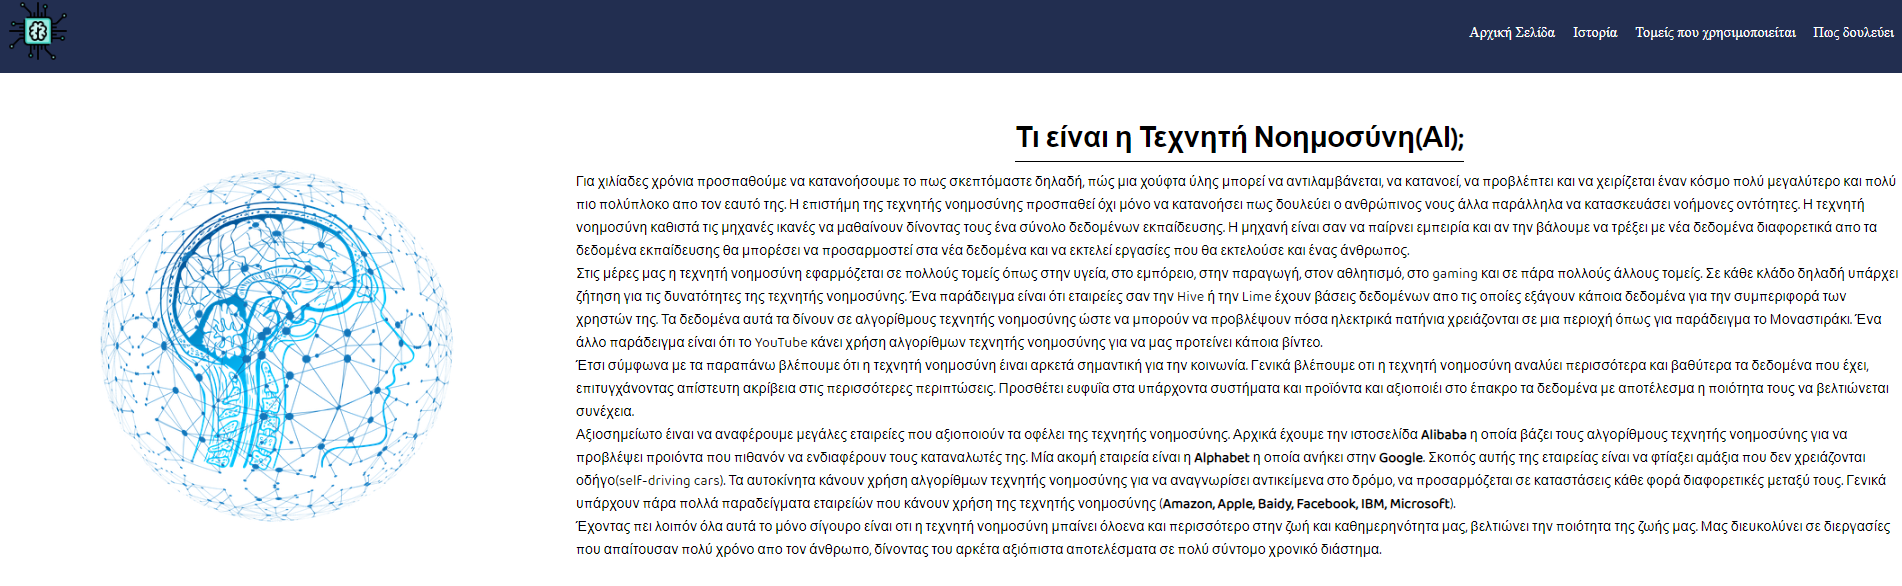 Αρχική Σελίδα Ιστορία Τομείς που χρησιμοποιείται Πως δουλεύει
Τι είναι η Τεχνητή Νοημοσύνη(AI);
Για χιλίαδες χρόνια προσπαθούμε να κατανοήσουμε το πως σκεπτόμαστε δηλαδή, πώς μια χούφτα ύλης μπορεί να αντιλαμβάνεται, να κατανοεί, να προβλέπτει και να χειρίζεται έναν κόσμο πολύ μεγαλύτερο και πολύ
πιο πολύπλοκο απο τον εαυτό της. Η επιστήμη της τεχνητής νοημοσύνης προσπαθεί όχι μόνο να κατανοήσει πως δουλεύει ο ανθρώπινος νους άλλα παράλληλα να κατασκευάσει νοήμονες οντότητες. Η τεχνητή
νοημοσύνη καθιστά τις μηχανές ικανές να μαθαίνουν δίνοντας τους ένα σύνολο δεδομένων εκπαίδευσης. Η μηχανή είναι σαν να παίρνει εμπειρία και αν την βάλουμε να τρέξει με νέα δεδομένα διαφορετικά απο τα
δεδομένα εκπαίδευσης θα μπορέσει να προσαρμοστεί στα νέα δεδομένα και να εκτελεί εργασίες που θα εκτελούσε και ένας άνθρωπος.
Στις μέρες μας η τεχνητή νοημοσύνη εφαρμόζεται σε πολλούς τομείς όπως στην υγεία, στο εμπόρειο, στην παραγωγή, στον αθλητισμό, στο gaming και σε πάρα πολλούς άλλους τομείς. Σε κάθε κλάδο δηλαδή υπάρχει
ζήτηση για τις δυνατότητες της τεχνητής νοημοσύνης. Ένα παράδειγμα είναι ότι εταιρείες σαν την Hive ή την Lime έχουν βάσεις δεδομένων απο τις οποίες εξάγουν κάποια δεδομένα για την συμπεριφορά των
χρηστών της. Τα δεδομένα αυτά τα δίνουν σε αλγορίθμους τεχνητής νοημοσύνης ώστε να μπορούν να προβλέψουν πόσα ηλεκτρικά πατήνια χρειάζονται σε μια περιοχή όπως για παράδειγμα το Μοναστιράκι. Ένα
άλλο παράδειγμα είναι ότι το YouTube κάνει χρήση αλγορίθμων τεχνητής νοημοσύνης για να μας προτείνει κάποια βίντεο.
Έτσι σύμφωνα με τα παραπάνω βλέπουμε ότι η τεχνητή νοημοσύνη έιναι αρκετά σημαντική για την κοινωνία. Γενικά βλέπουμε οτι η τεχνητή νοημοσύνη αναλύει περισσότερα και βαθύτερα τα δεδομένα που έχει,
επιτυγχάνοντας απίστευτη ακρίβεια στις περισσότερες περιπτώσεις. Προσθέτει ευφυΐα στα υπάρχοντα συστήματα και προϊόντα και αξιοποιέι στο έπακρο τα δεδομένα με αποτέλεσμα η ποιότητα τους να βελτιώνεται
συνέχεια.
Αξιοσημείωτο έιναι να αναφέρουμε μεγάλες εταιρείες που αξιοποιούν τα οφέλει της τεχνητής νοημοσύνης. Αρχικά έχουμε την ιστοσελίδα Alibaba η οποία βάζει τους αλγορίθμους τεχνητής νοημοσύνης για να
προβλέψει προιόντα που πιθανόν να ενδιαφέρουν τους καταναλωτές της. Μία ακομή εταιρεία είναι η Alphabet η οποία ανήκει στην Google. Σκοπός αυτής της εταιρείας είναι να φτίαξει αμάξια που δεν χρειάζονται
οδήγο(self-driving cars). Τα αυτοκίνητα κάνουν χρήση αλγορίθμων τεχνητής νοημοσύνης για να αναγνωρίσει αντικείμενα στο δρόμο, να προσαρμόζεται σε καταστάσεις κάθε φορά διαφορετικές μεταξύ τους. Γενικά
υπάρχουν πάρα πολλά παραδείγματα εταιρείών που κάνουν χρήση της τεχνητής νοημοσύνης (Amazon, Apple, Baidy, Facebook, IBM, Microsoft).
Έχοντας πει λοιπόν όλα αυτά το μόνο σίγουρο είναι οτι η τεχνητή νοημοσύνη μπαίνει όλοενα και περισσότερο στην ζωή και καθημερηνότητα μας, βελτιώνει την ποιότητα της ζωής μας. Μας διευκολύνει σε διεργασίες
που απαίτουσαν πολύ χρόνο απο τον άνθρωπο, δίνοντας του αρκέτα αξιόπιστα αποτελέσματα σε πολύ σύντομο χρονικό διάστημα.